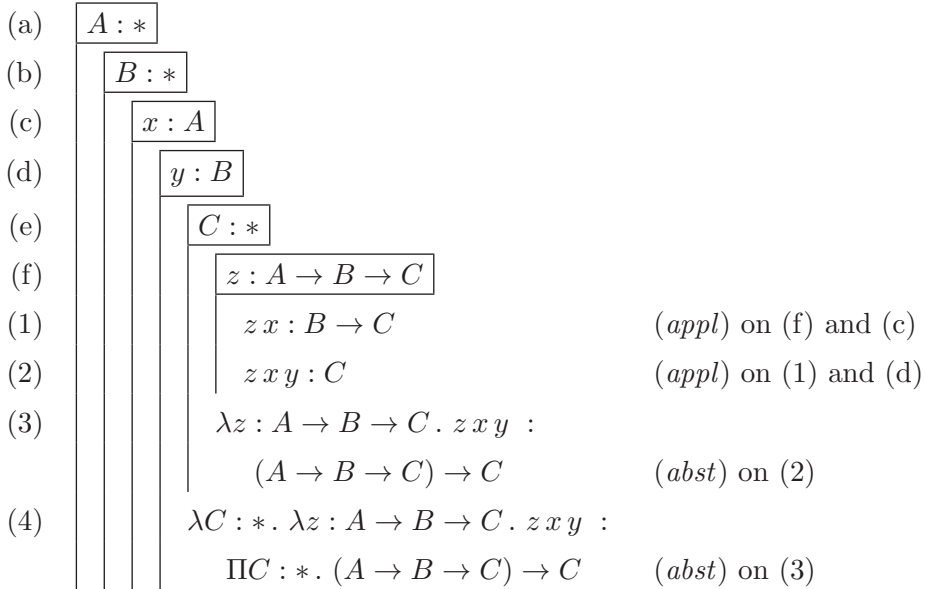 (a) A : ∗
(b) B : ∗
(c) x : A
(d) y : B
(e) C : ∗
(f) z : A → B → C
(1) z x : B → C (appl) on (f) and (c)
(2) z x y : C (appl) on (1) and (d)
(3) λz : A → B → C . z x y :
(A → B → C) → C (abst) on (2)
(4) λC : ∗ . λz : A → B → C . z x y :
ΠC : ∗ . (A → B → C) → C (abst) on (3)